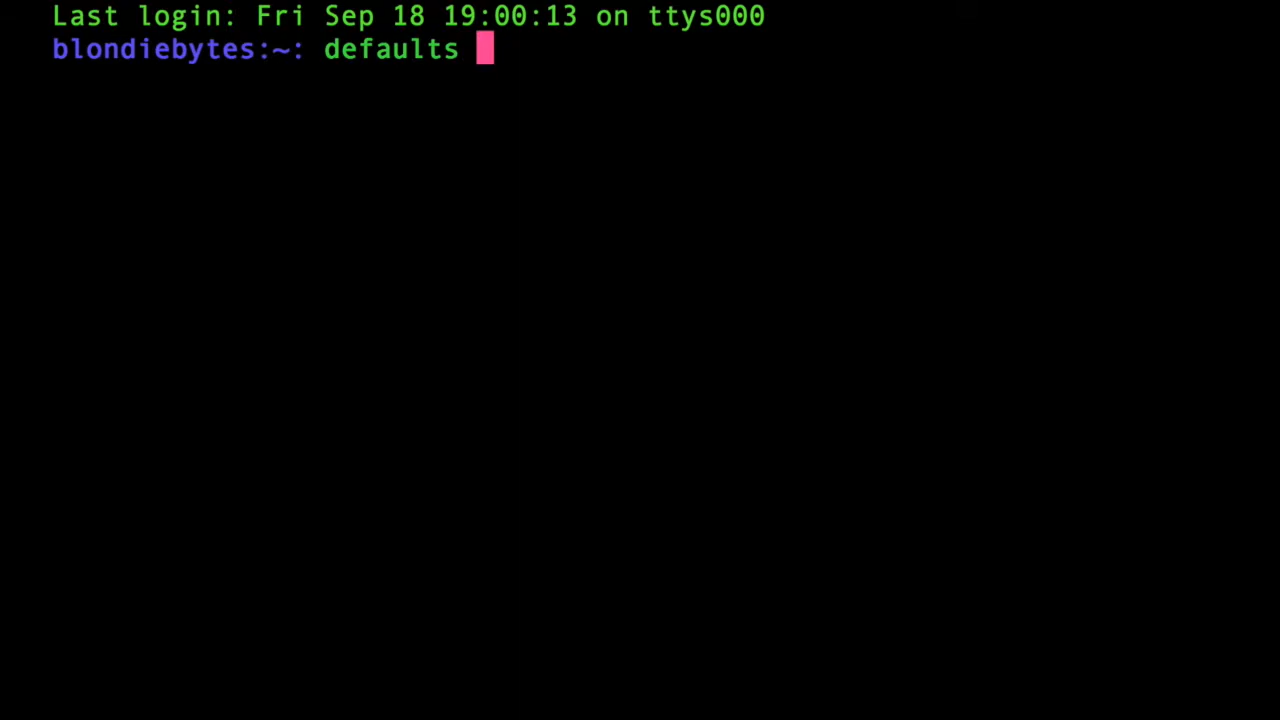 Last login: Fri Sep 18 19:00:13 on ttys000
blondiebytes:~: defaults